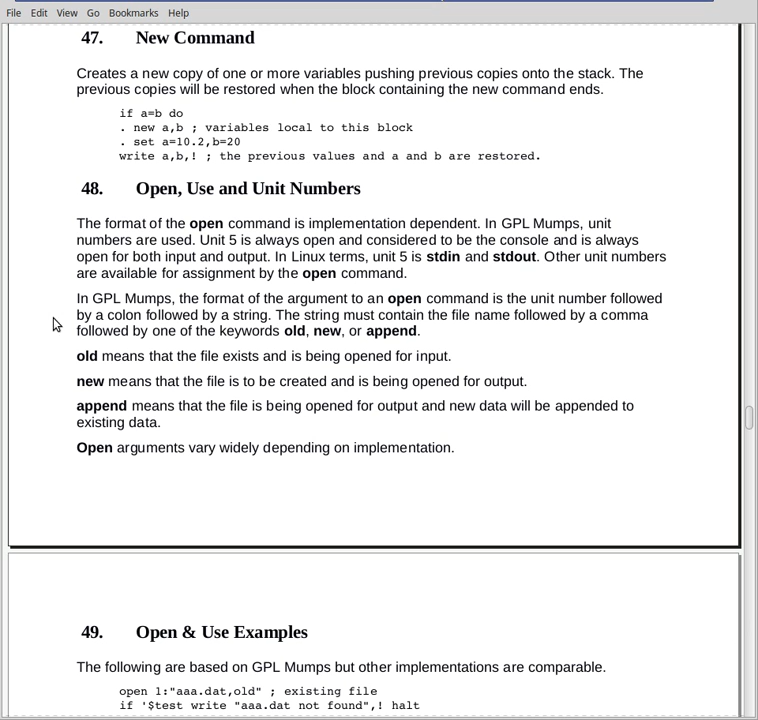 File Edit View Go Bookmarks Help
47. New Command
Creates a new copy of one or more variables pushing previous copies onto the stack. The
previous copies will be restored when the block containing the new command ends.
if a=b do
. new a,b ; variables local to this block
. set a=10.2,b=20
write a,b,! ; the previous values and a and b are restored.
48. Open, Use and Unit Numbers
The format of the open command is implementation dependent. In GPL Mumps, unit
numbers are used. Unit 5 is always open and considered to be the console and is always
open for both input and output. In Linux terms, unit 5 is stdin and stdout. Other unit numbers
are available for assignment by the open command.
In GPL Mumps, the format of the argument to an open command is the unit number followed
by a colon followed by a string. The string must contain the file name followed by a comma
followed by one of the keywords old, new, or append.
old means that the file exists and is being opened for input.
new means that the file is to be created and is being opened for output.
append means that the file is being opened for output and new data will be appended to
existing data.
Open arguments vary widely depending on implementation.
49. Open & Use Examples
The following are based on GPL Mumps but other implementations are comparable.
open 1:"aaa.dat,old" ; existing file
if '$test write "aaa.dat not found",! halt